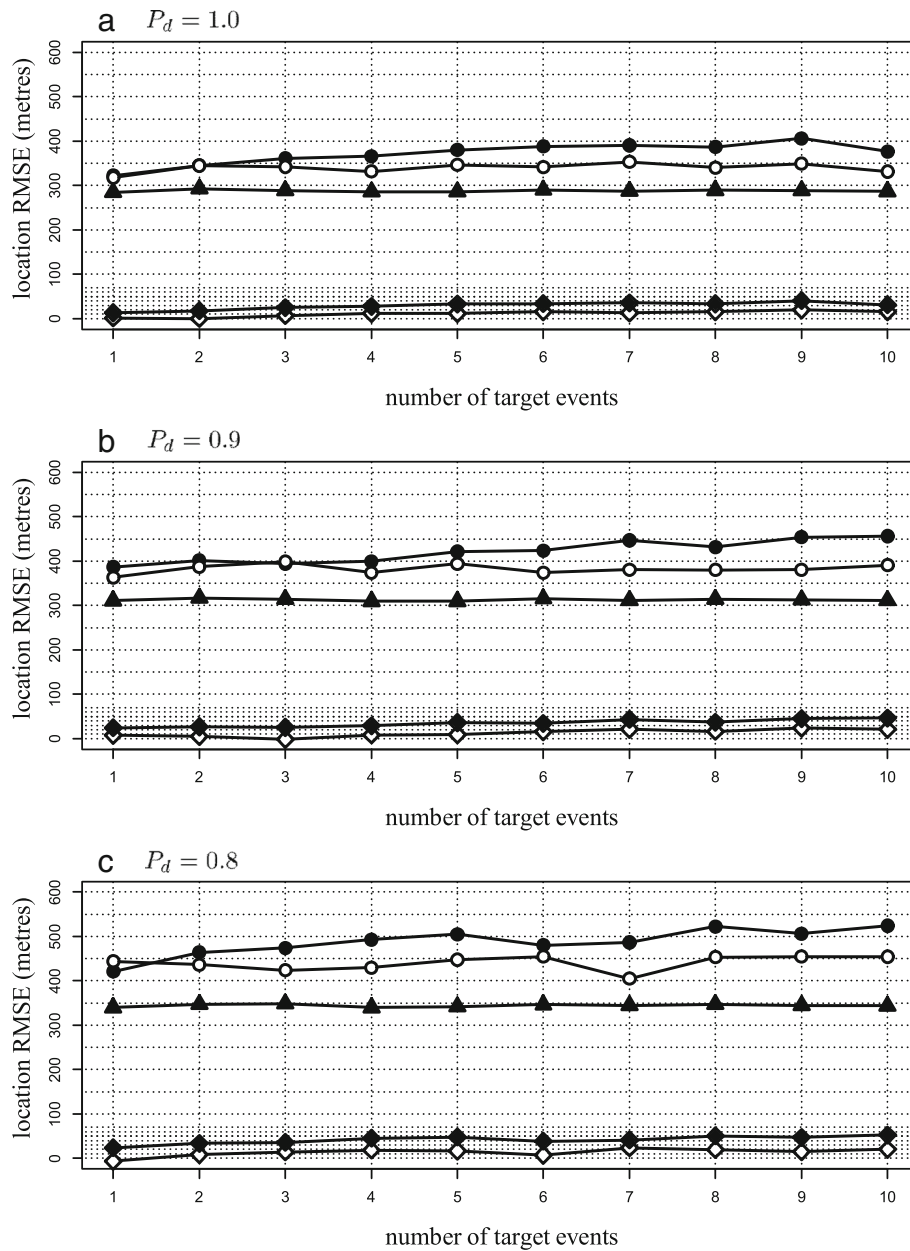 a P_d = 1.0
600
500
400
300
200
100
0
location RMSE (metres)
1 2 3 4 5 6 7 8 9 10
number of target events
b P_d = 0.9
600
500
400
300
200
100
0
location RMSE (metres)
1 2 3 4 5 6 7 8 9 10
number of target events
c P_d = 0.8
600
500
400
300
200
100
0
location RMSE (metres)
1 2 3 4 5 6 7 8 9 10
number of target events